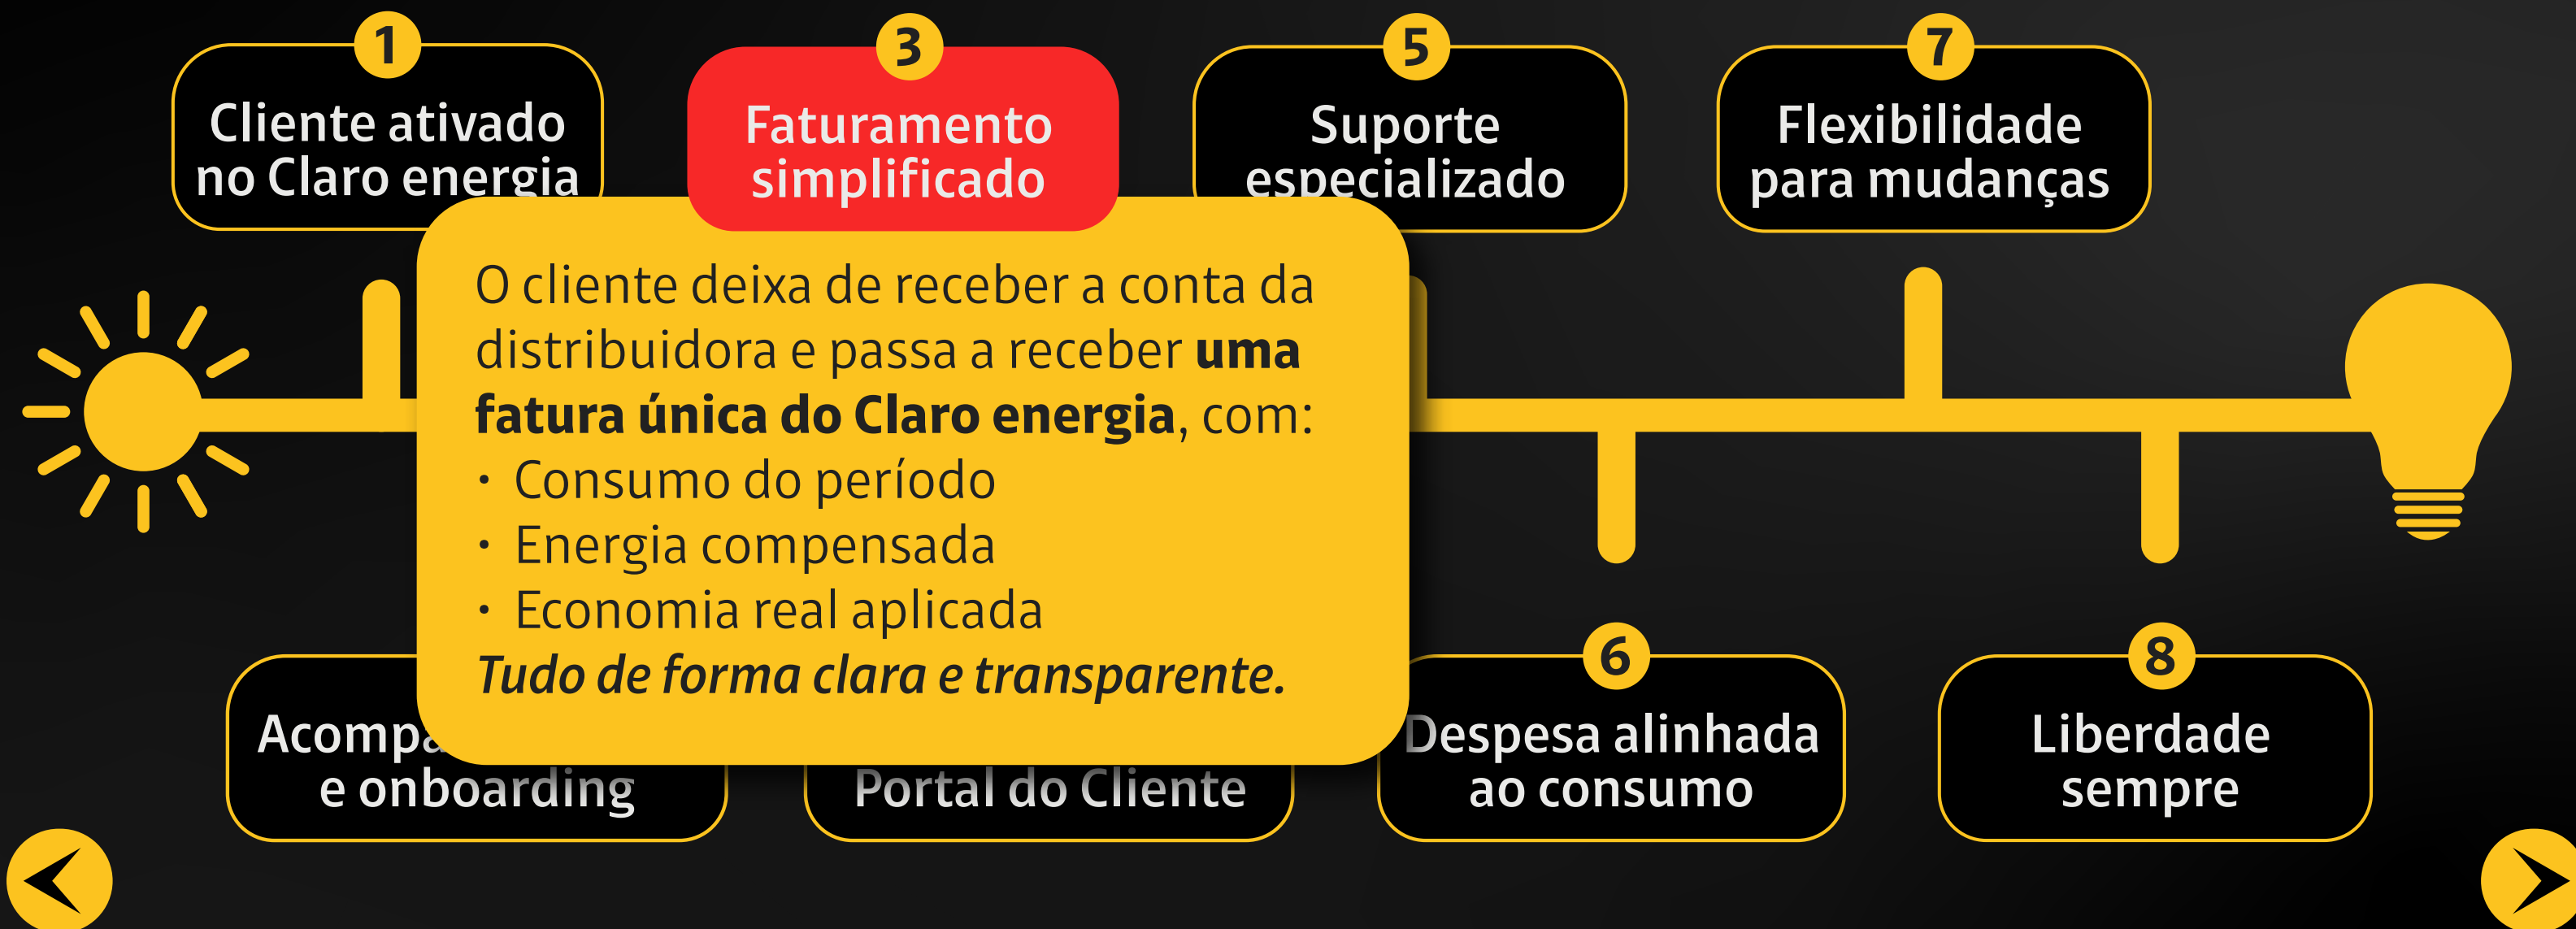 1
Cliente ativado
no Claro energia
3
Faturamento
simplificado
5
Suporte
especializado
7
Flexibilidade
para mudanças
O cliente deixa de receber a conta da
distribuidora e passa a receber uma
fatura única do Claro energia, com:
• Consumo do período
• Energia compensada
• Economia real aplicada
Tudo de forma clara e transparente.
e onboarding
Portal do Cliente
6
Despesa alinhada
ao consumo
8
Liberdade
sempre